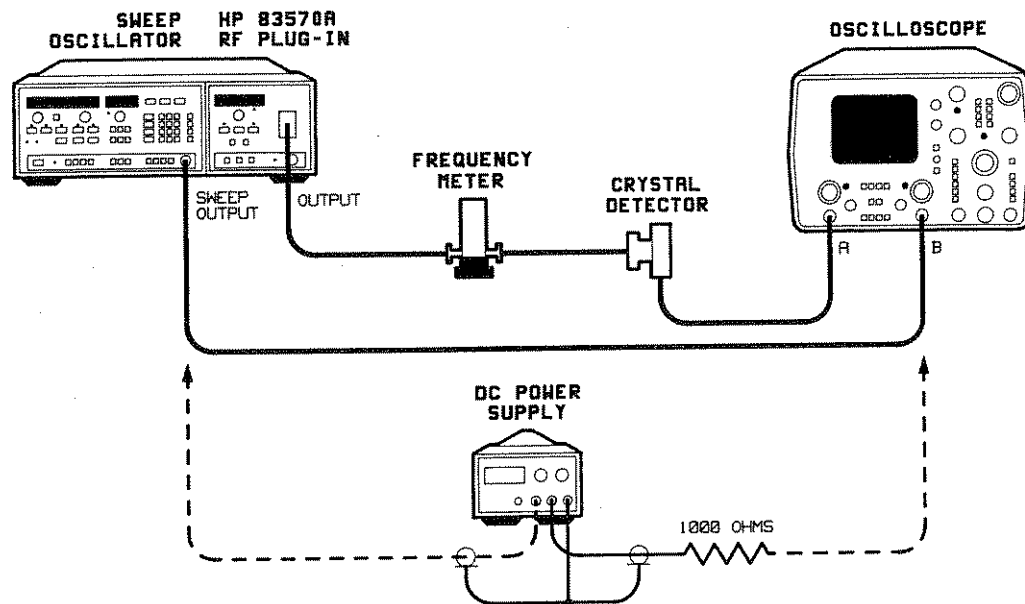 SWEEP
OSCILLATOR
HP 83570A
RF PLUG-IN
OSCILLOSCOPE
SWEEP
OUTPUT
OUTPUT
FREQUENCY
METER
CRYSTAL
DETECTOR
A
B
DC POWER
SUPPLY
1000 OHMS